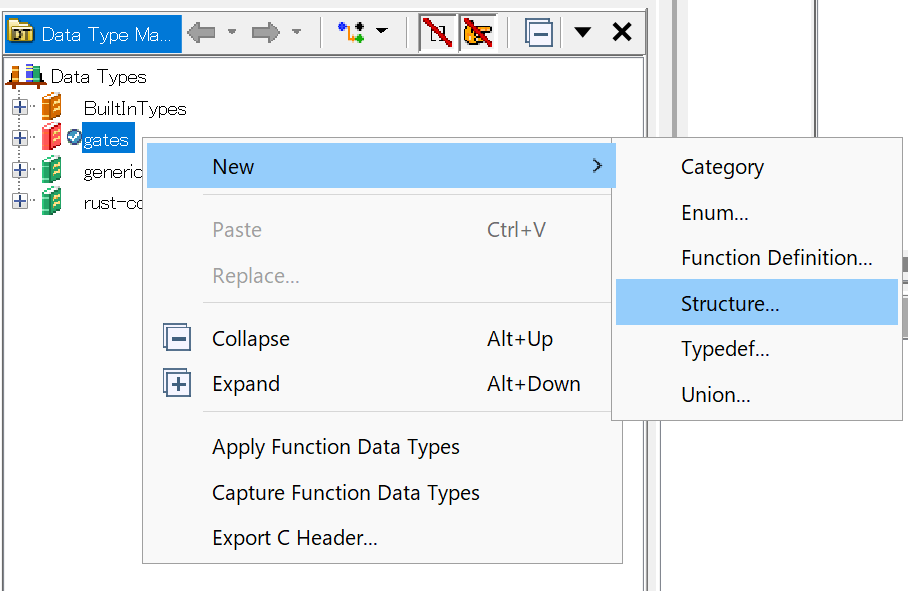 DT Data Type Ma...
Data Types
BuiltInTypes
gates
generic
rust-co
New
Paste Ctrl+V
Replace...
Collapse Alt+Up
Expand Alt+Down
Apply Function Data Types
Capture Function Data Types
Export C Header...
Category
Enum...
Function Definition...
Structure...
Typedef...
Union...